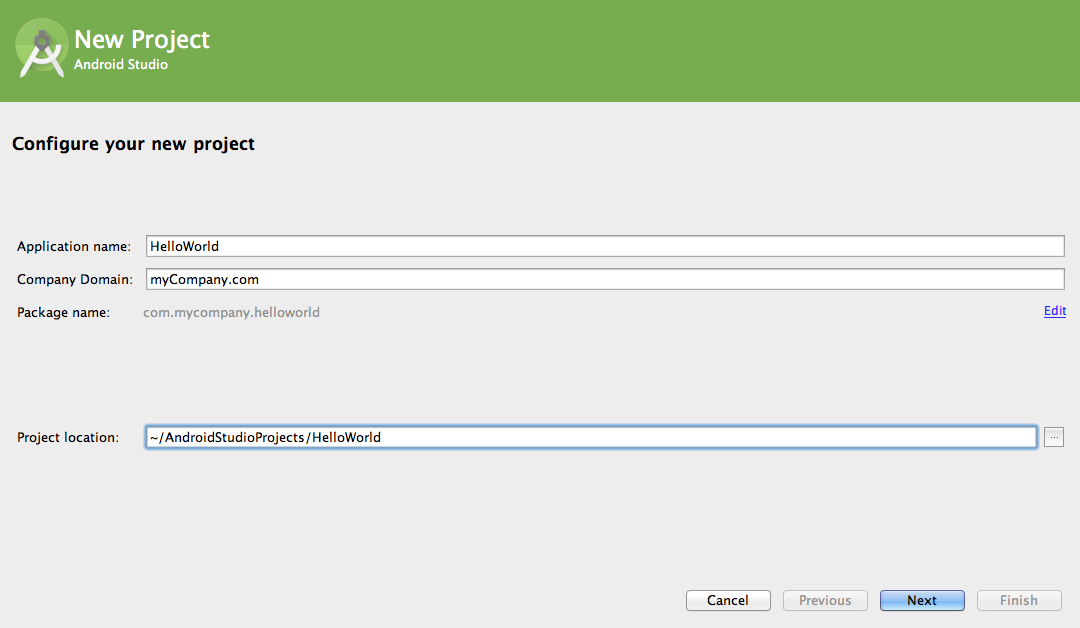 New Project
Android Studio
Configure your new project
Application name: HelloWorld
Company Domain: myCompany.com
Package name: com.mycompany.helloworld Edit
Project location: ~/AndroidStudioProjects/HelloWorld ...
Cancel Previous Next Finish